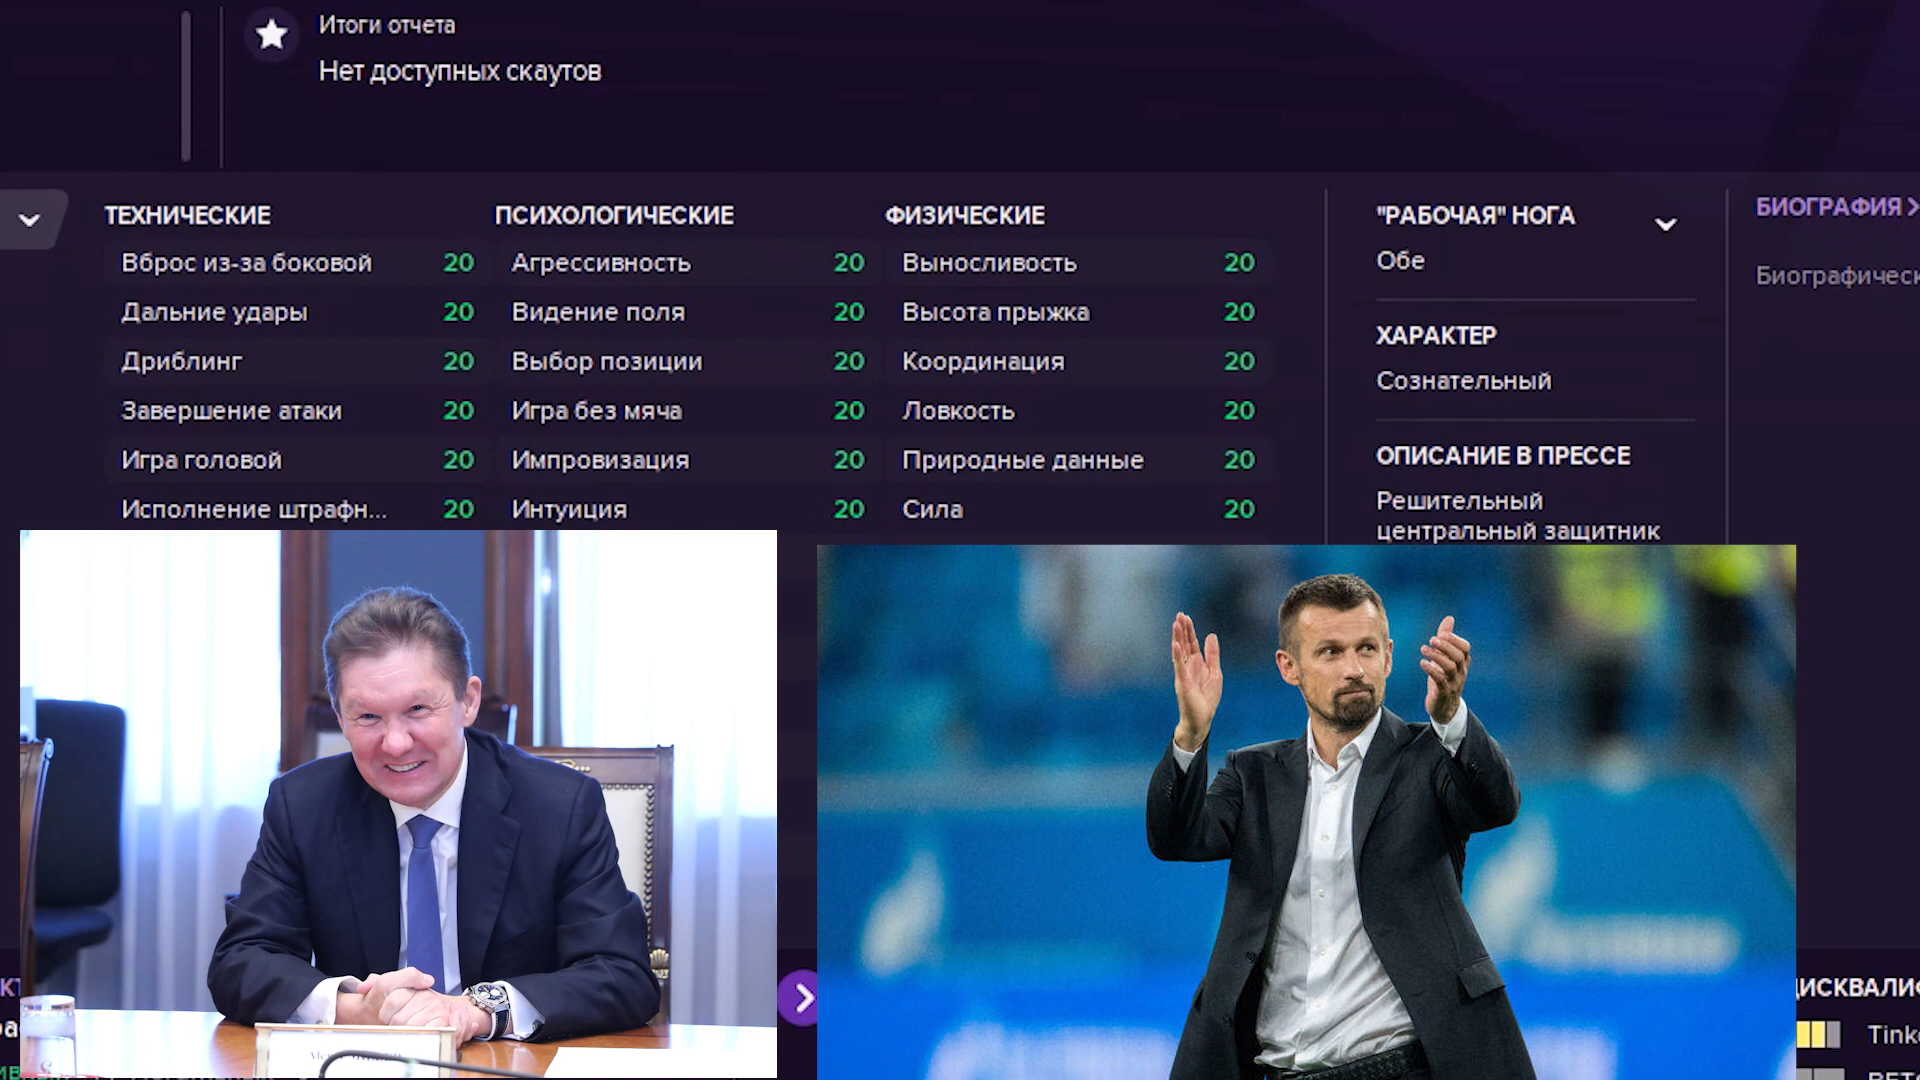 Итоги отчета
Нет доступных скаутов
ТЕХНИЧЕСКИЕ
Вброс из-за боковой 20
Дальние удары 20
Дриблинг 20
Завершение атаки 20
Игра головой 20
Исполнение штрафн... 20
ПСИХОЛОГИЧЕСКИЕ
Агрессивность 20
Видение поля 20
Выбор позиции 20
Игра без мяча 20
Импровизация 20
Интуиция 20
ФИЗИЧЕСКИЕ
Выносливость 20
Высота прыжка 20
Координация 20
Ловкость 20
Природные данные 20
Сила 20
"РАБОЧАЯ" НОГА
Обе
ХАРАКТЕР
Сознательный
ОПИСАНИЕ В ПРЕССЕ
Решительный
центральный защитник
БИОГРАФИЯ
Биографическ
ДИСКВАЛИФ
Tink